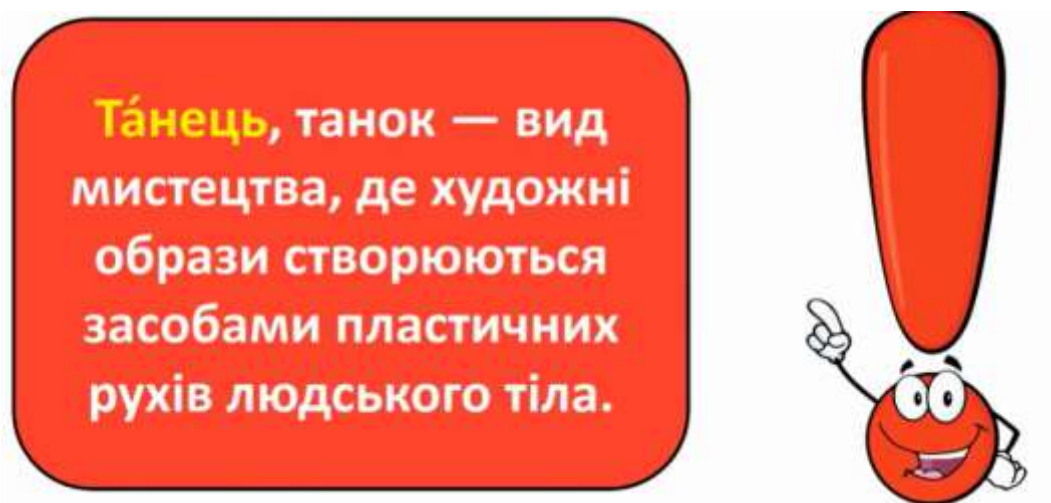 Та́нець, танок — вид
мистецтва, де художні
образи створюються
засобами пластичних
рухів людського тіла.